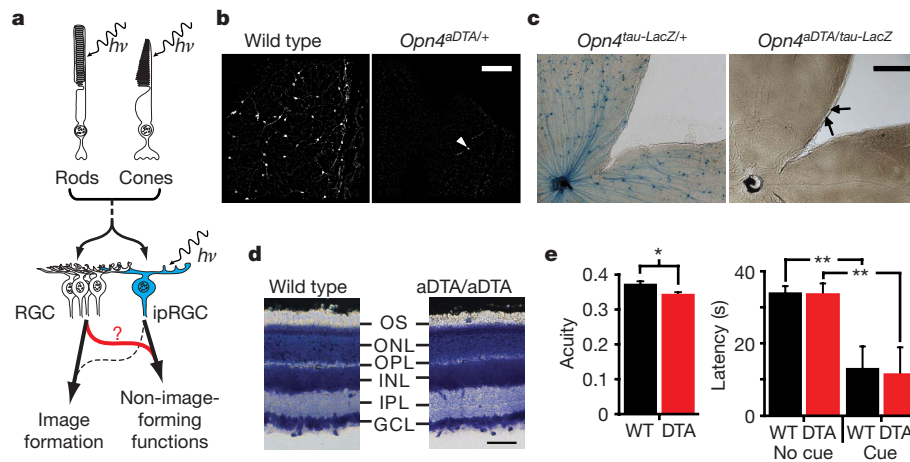 a
hν
hν
Rods Cones
hν
RGC
ipRGC
?
Image formation
Non-image-forming functions
b
Wild type
Opn4aDTA/+
c
Opn4tau-LacZ/+
Opn4aDTA/tau-LacZ
d
Wild type
aDTA/aDTA
OS
ONL
OPL
INL
IPL
GCL
e
*
Acuity
0.4
0.3
0.2
0.1
0
WT DTA
**
**
Latency (s)
40
20
0
WT DTA WT DTA
No cue Cue